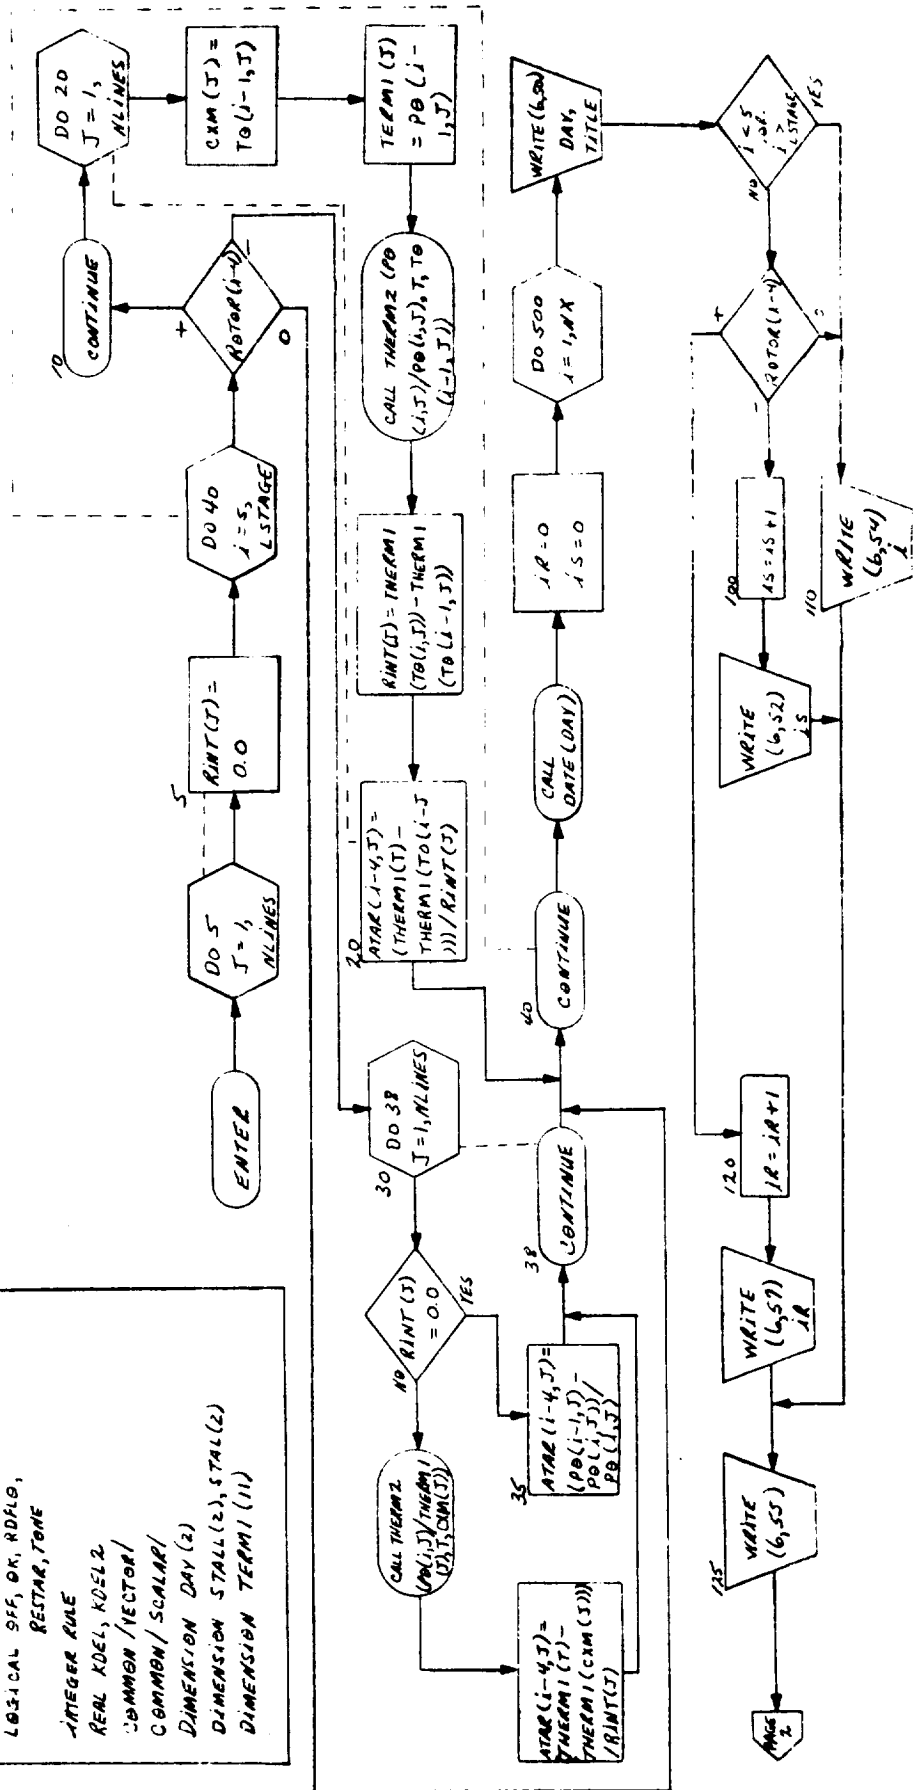 LOGICAL OFF, OK, RDFLO,
RESTAR, TONE
INTEGER RULE
REAL KDEL, KDEL2
COMMON /VECTOR/
COMMON / SCALAR/
DIMENSION DAY (2)
DIMENSION STALL(2), STAL(2)
DIMENSION TERM1 (11)
ENTER
DO 5
J = 1,
NLINES
5
RINT(J) =
0.0
DO 40
i = 5,
LSTAGE
ROTOR(i-4)
+
-
0
10
CONTINUE
DO 20
J = 1,
NLINES
CXM (J) =
TO (i-1, J)
TERM1 (J)
= PO (i-
1, J)
CALL THERM2 (PO
(i,J)/PO(i,J), T, TO
(i-1, J))
RINT(J) = THERM1
(TO(i,J)) - THERM1
(TO(i-1, J))
20
ATAR(i-4,J)=
(THERM1(T)-
THERM1(TO(i-J
)))/RINT(J)
30
DO 38
J=1,NLINES
RINT (J)
= 0.0
NO
YES
CALL THERM2
(PO(i,J)/THERM1
(J),T,CXM(J))
ATAR(i-4,J)=
THERM1(T)-
THERM1(CXM(J)))
/RINT(J)
35
ATAR(i-4,J)=
(PO(i-1,J)-
PO(i,J))/
PO(i,J)
38
CONTINUE
40
CONTINUE
CALL
DATE(DAY)
iR=0
iS=0
DO 500
i=1,NX
WRITE(6,50)
DAY,
TITLE
i<5
OR
i>
LSTAGE
NO
YES
ROTOR(i-4)
+
-
100
iS=iS+1
WRITE
(6,52)
iS
110
WRITE
(6,54)
i
120
iR=iR+1
WRITE
(6,57)
iR
125
WRITE
(6,55)
PAGE
2